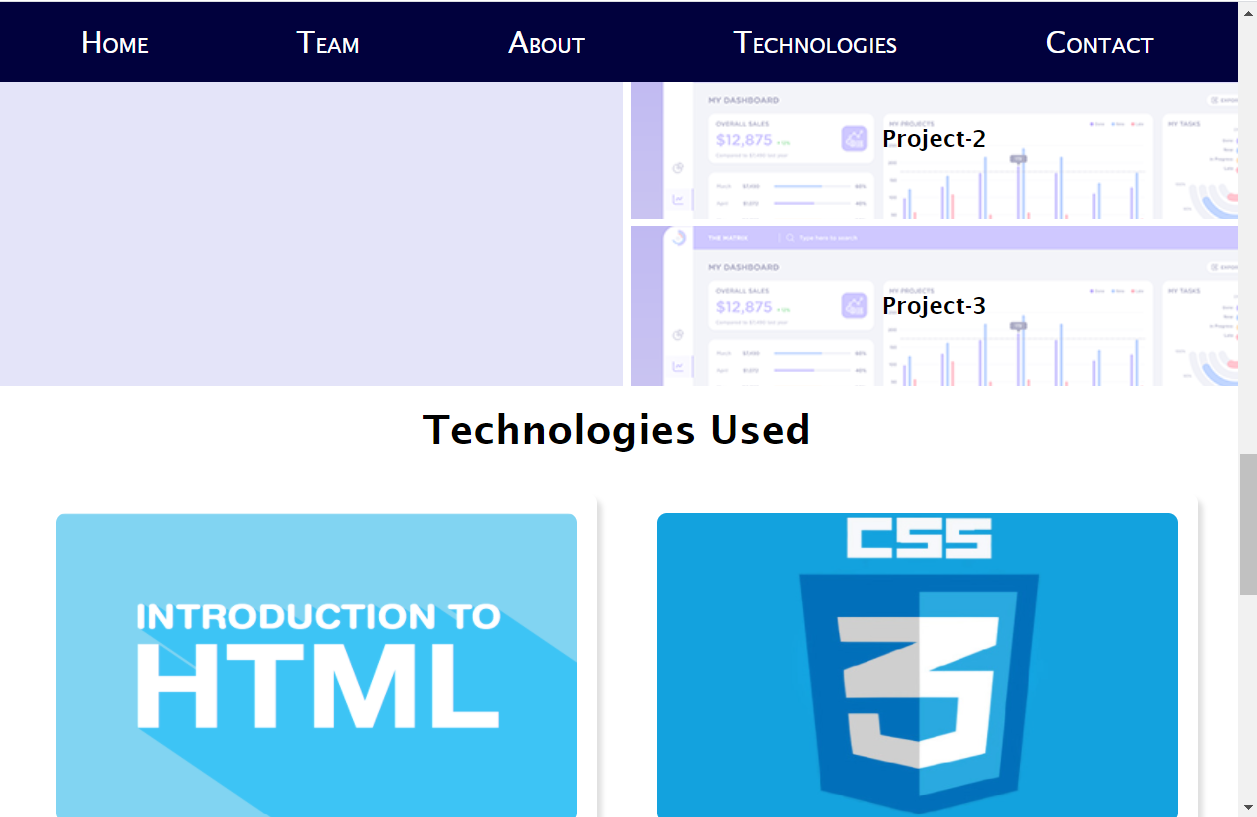 Home Team About Technologies Contact
MY DASHBOARD
OVERALL SALES
$12,875
MY PROJECTS
MY TASKS
Project-2
THE MATRIX
Type here to search
MY DASHBOARD
OVERALL SALES
$12,875
MY PROJECTS
MY TASKS
Project-3
Technologies Used
INTRODUCTION TO
HTML
CSS
3